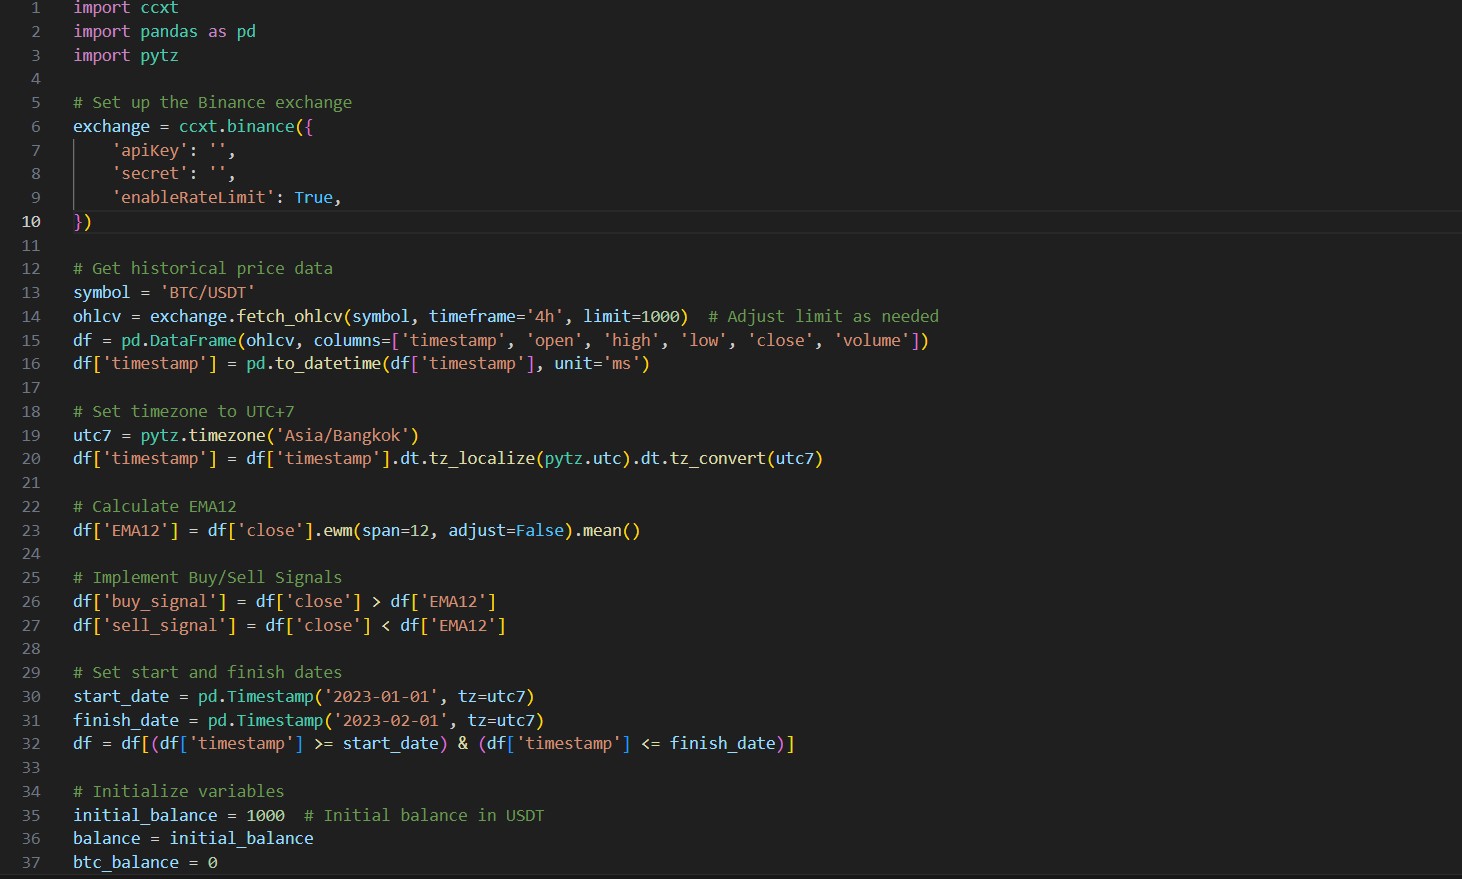 1 import ccxt
2 import pandas as pd
3 import pytz
4
5 # Set up the Binance exchange
6 exchange = ccxt.binance({
7     'apiKey': '',
8     'secret': '',
9     'enableRateLimit': True,
10 })
11
12 # Get historical price data
13 symbol = 'BTC/USDT'
14 ohlcv = exchange.fetch_ohlcv(symbol, timeframe='4h', limit=1000)  # Adjust limit as needed
15 df = pd.DataFrame(ohlcv, columns=['timestamp', 'open', 'high', 'low', 'close', 'volume'])
16 df['timestamp'] = pd.to_datetime(df['timestamp'], unit='ms')
17
18 # Set timezone to UTC+7
19 utc7 = pytz.timezone('Asia/Bangkok')
20 df['timestamp'] = df['timestamp'].dt.tz_localize(pytz.utc).dt.tz_convert(utc7)
21
22 # Calculate EMA12
23 df['EMA12'] = df['close'].ewm(span=12, adjust=False).mean()
24
25 # Implement Buy/Sell Signals
26 df['buy_signal'] = df['close'] > df['EMA12']
27 df['sell_signal'] = df['close'] < df['EMA12']
28
29 # Set start and finish dates
30 start_date = pd.Timestamp('2023-01-01', tz=utc7)
31 finish_date = pd.Timestamp('2023-02-01', tz=utc7)
32 df = df[(df['timestamp'] >= start_date) & (df['timestamp'] <= finish_date)]
33
34 # Initialize variables
35 initial_balance = 1000  # Initial balance in USDT
36 balance = initial_balance
37 btc_balance = 0